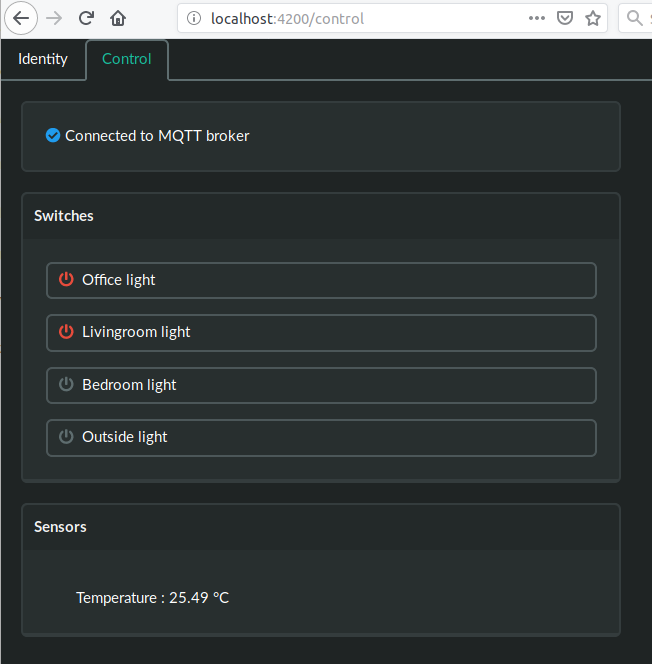 localhost:4200/control
Identity
Control
Connected to MQTT broker
Switches
Office light
Livingroom light
Bedroom light
Outside light
Sensors
Temperature : 25.49 °C